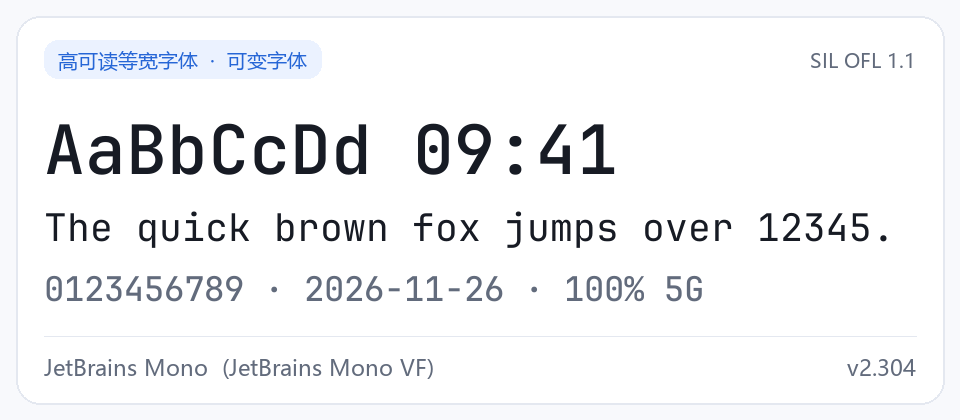 高可读等宽字体 · 可变字体
SIL OFL 1.1
AaBbCcDd 09:41
The quick brown fox jumps over 12345.
0123456789 · 2026-11-26 · 100% 5G
JetBrains Mono (JetBrains Mono VF)
v2.304